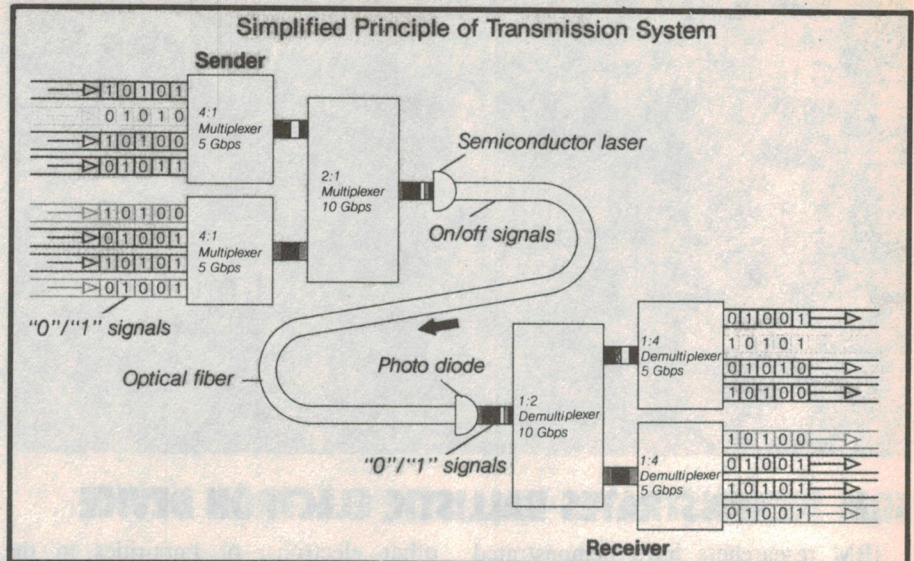 Simplified Principle of Transmission System
Sender
1 0 1 0 1
0 1 0 1 0
1 0 1 0 0
0 1 0 1 1
4:1
Multiplexer
5 Gbps
1 0 1 0 0
0 1 0 0 1
1 0 1 0 1
0 1 0 0 1
4:1
Multiplexer
5 Gbps
"0"/"1" signals
2:1
Multiplexer
10 Gbps
Semiconductor laser
On/off signals
Optical fiber
Photo diode
"0"/"1" signals
1:2
Demultiplexer
10 Gbps
1:4
Demultiplexer
5 Gbps
0 1 0 0 1
1 0 1 0 1
0 1 0 1 0
1 0 1 0 0
1:4
Demultiplexer
5 Gbps
1 0 1 0 0
0 1 0 0 1
1 0 1 0 1
0 1 0 0 1
Receiver